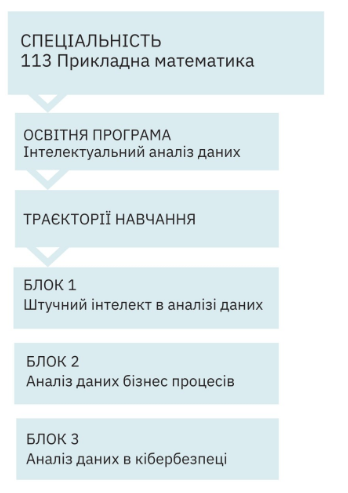 СПЕЦІАЛЬНІСТЬ
113 Прикладна математика
ОСВІТНЯ ПРОГРАМА
Інтелектуальний аналіз даних
ТРАЄКТОРІЇ НАВЧАННЯ
БЛОК 1
Штучний інтелект в аналізі даних
БЛОК 2
Аналіз даних бізнес процесів
БЛОК 3
Аналіз даних в кібербезпеці